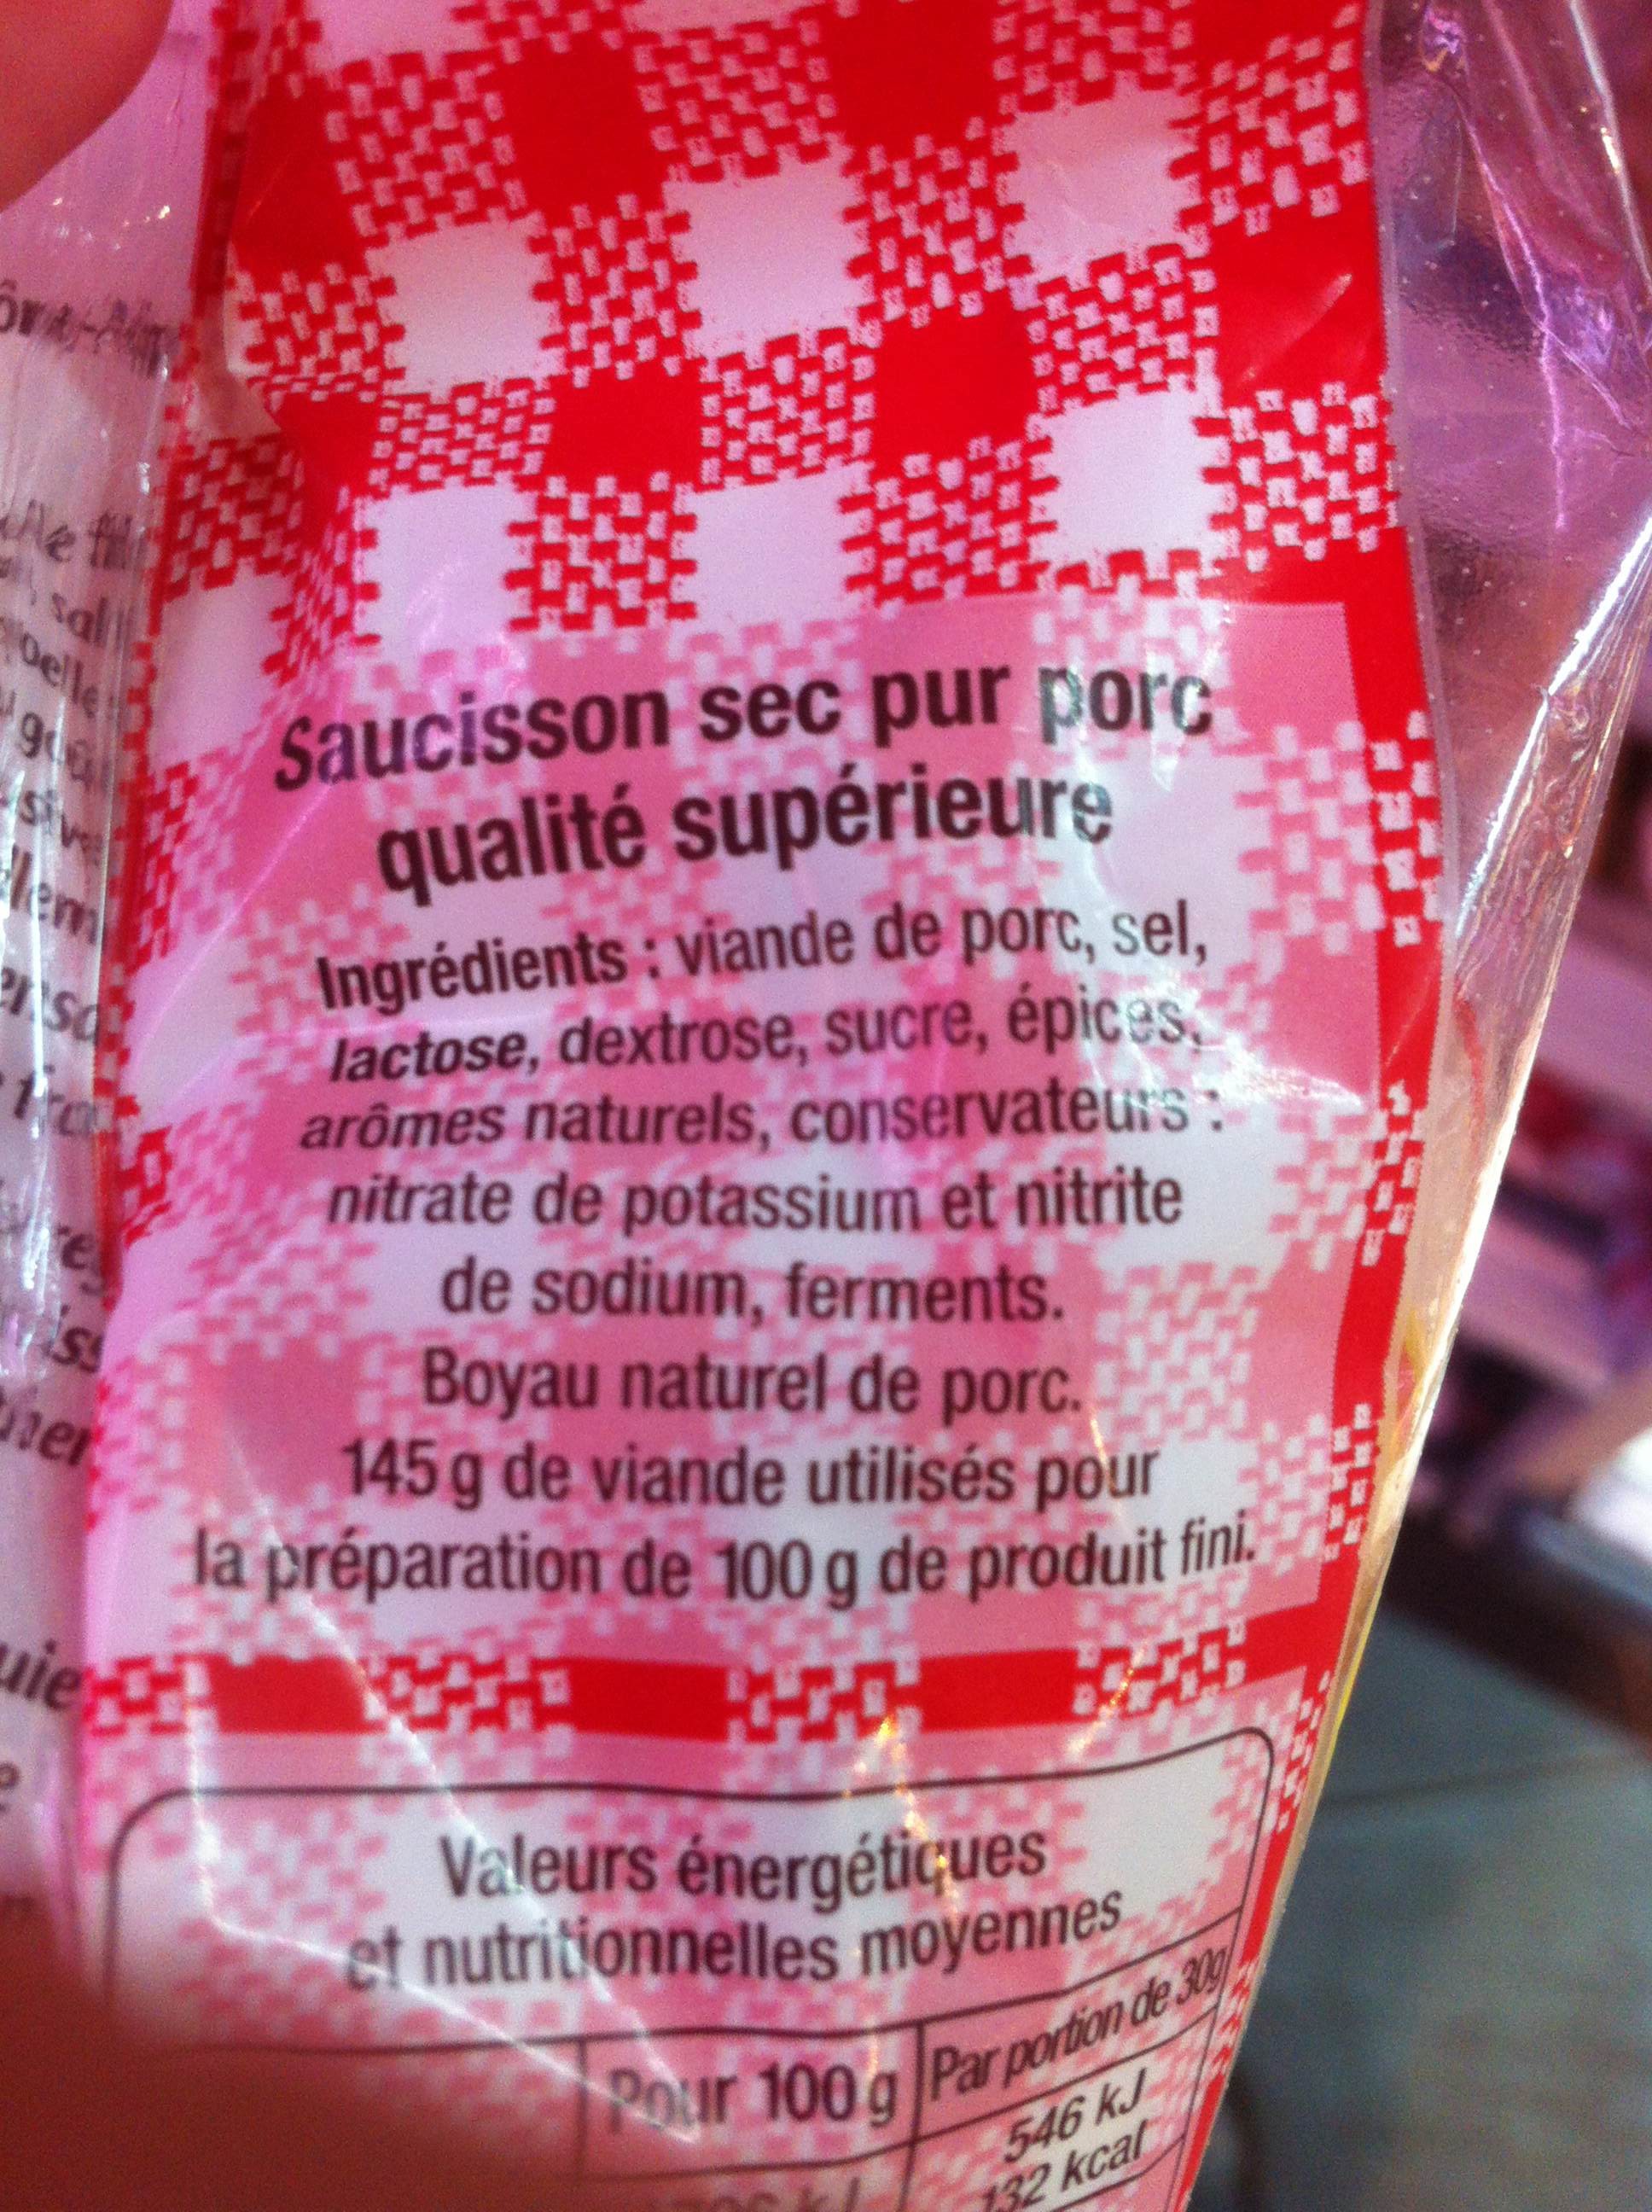 Saucisson sec pur porc
qualité supérieure
Ingrédients : viande de porc, sel,
lactose, dextrose, sucre, épices,
arômes naturels, conservateurs :
nitrate de potassium et nitrite
de sodium, ferments.
Boyau naturel de porc.
145 g de viande utilisés pour
la préparation de 100 g de produit fini.
Valeurs énergétiques
et nutritionnelles moyennes
Pour 100 g Par portion de 30g
546 kJ
132 kcal